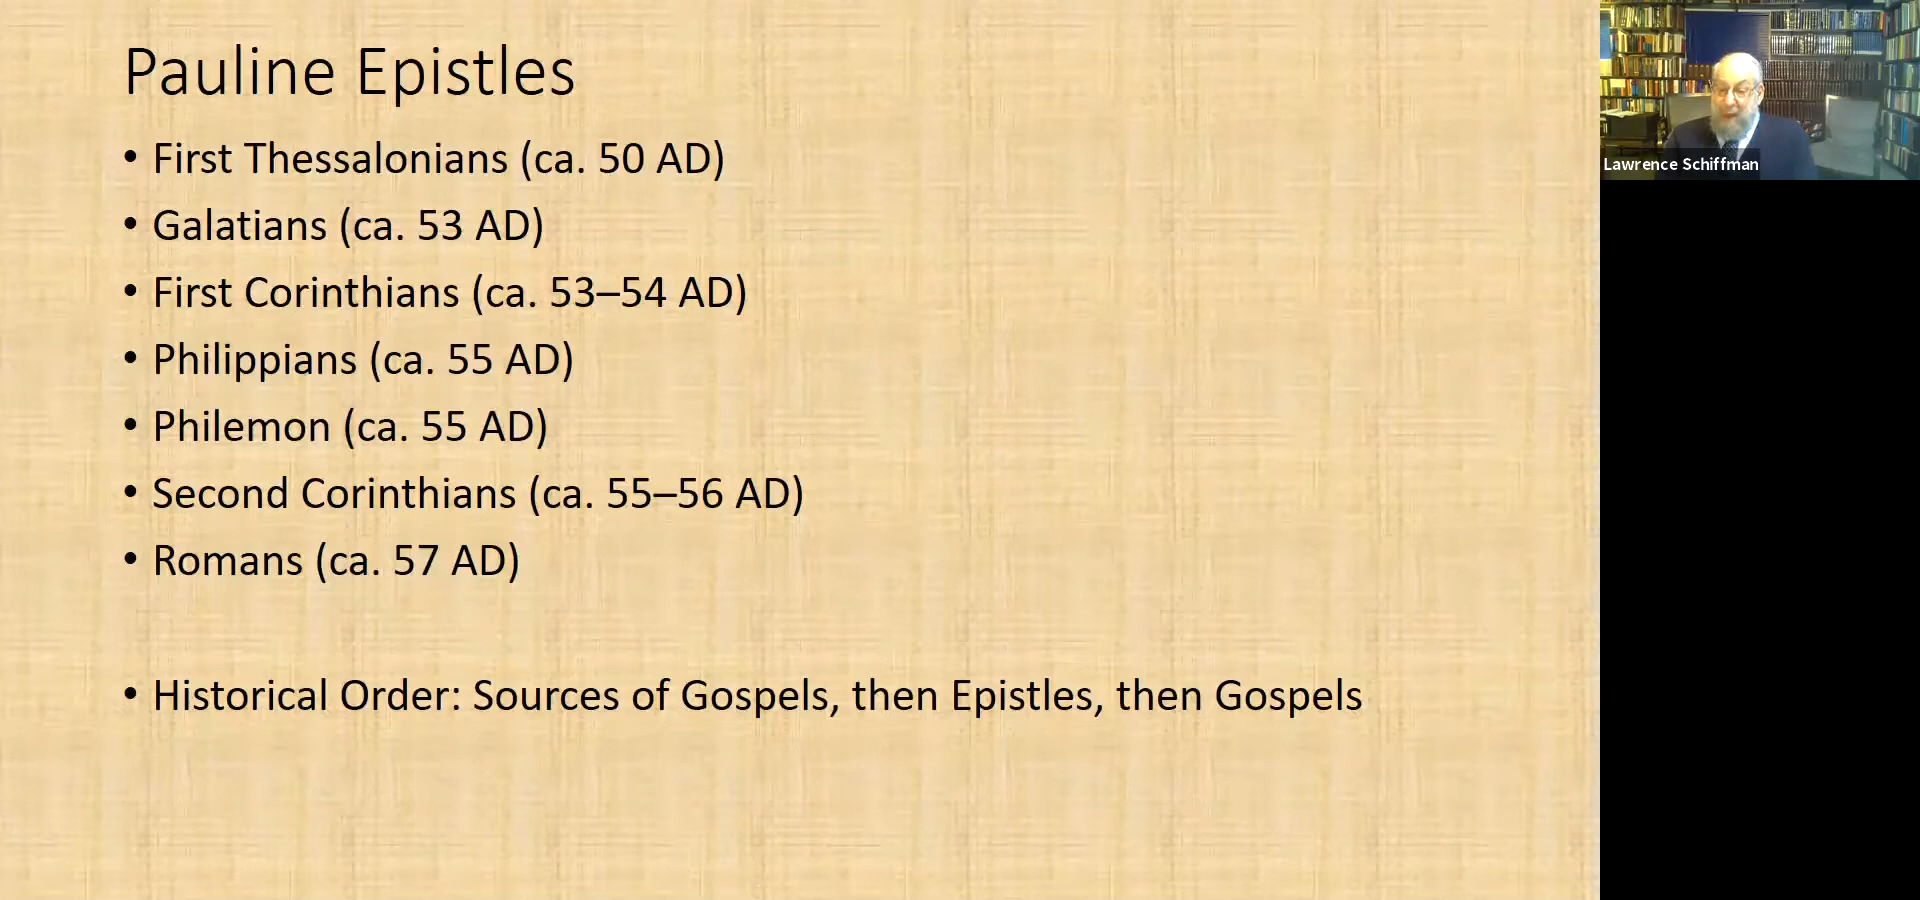 Pauline Epistles
• First Thessalonians (ca. 50 AD)
• Galatians (ca. 53 AD)
• First Corinthians (ca. 53–54 AD)
• Philippians (ca. 55 AD)
• Philemon (ca. 55 AD)
• Second Corinthians (ca. 55–56 AD)
• Romans (ca. 57 AD)
• Historical Order: Sources of Gospels, then Epistles, then Gospels
Lawrence Schiffman